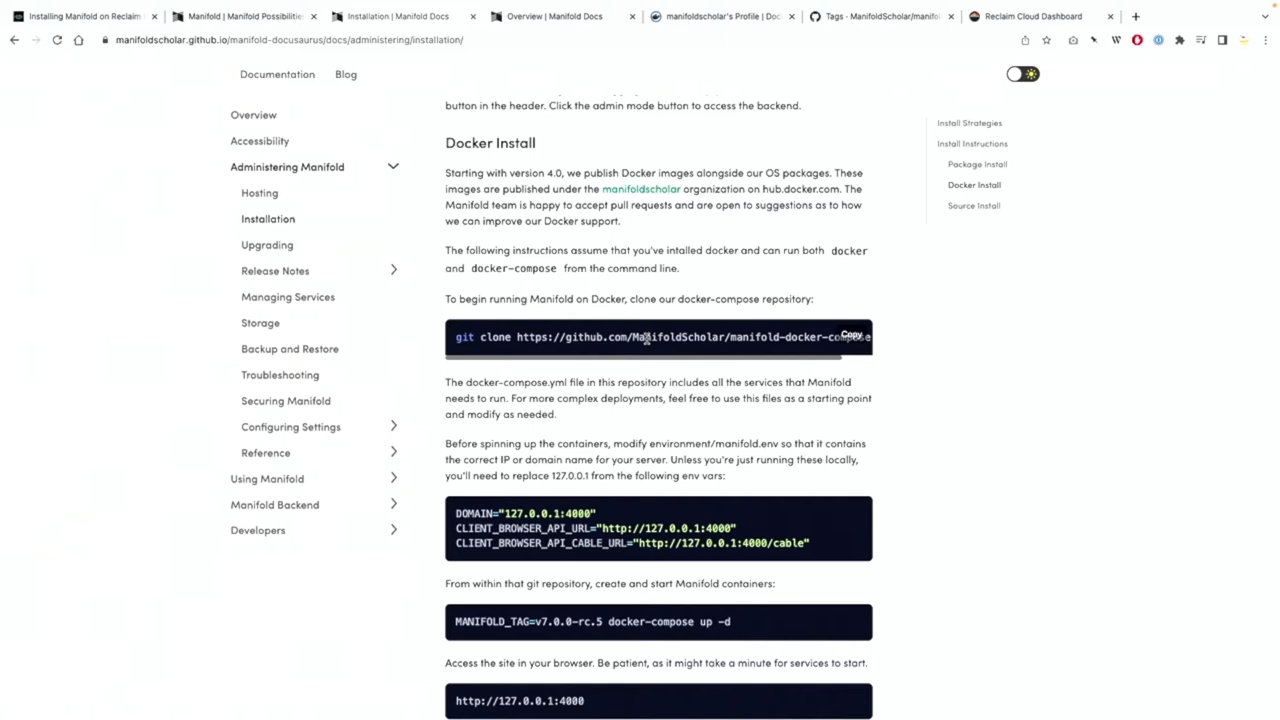 Installing Manifold on Reclaim
Manifold | Manifold Possibilitie
Installation | Manifold Docs
Overview | Manifold Docs
manifoldscholar's Profile | Doc
Tags · ManifoldScholar/manifol
Reclaim Cloud Dashboard
manifoldscholar.github.io/manifold-docusaurus/docs/administering/installation/
Documentation
Blog
Overview
Accessibility
Administering Manifold
Hosting
Installation
Upgrading
Release Notes
Managing Services
Storage
Backup and Restore
Troubleshooting
Securing Manifold
Configuring Settings
Reference
Using Manifold
Manifold Backend
Developers
button in the header. Click the admin mode button to access the backend.
Docker Install
Starting with version 4.0, we publish Docker images alongside our OS packages. These
images are published under the manifoldscholar organization on hub.docker.com. The
Manifold team is happy to accept pull requests and are open to suggestions as to how
we can improve our Docker support.
The following instructions assume that you've intalled docker and can run both docker
and docker-compose from the command line.
To begin running Manifold on Docker, clone our docker-compose repository:
git clone https://github.com/ManifoldScholar/manifold-docker-compose
Copy
The docker-compose.yml file in this repository includes all the services that Manifold
needs to run. For more complex deployments, feel free to use this files as a starting point
and modify as needed.
Before spinning up the containers, modify environment/manifold.env so that it contains
the correct IP or domain name for your server. Unless you're just running these locally,
you'll need to replace 127.0.0.1 from the following env vars:
DOMAIN="127.0.0.1:4000"
CLIENT_BROWSER_API_URL="http://127.0.0.1:4000"
CLIENT_BROWSER_API_CABLE_URL="http://127.0.0.1:4000/cable"
From within that git repository, create and start Manifold containers:
MANIFOLD_TAG=v7.0.0-rc.5 docker-compose up -d
Access the site in your browser. Be patient, as it might take a minute for services to start.
http://127.0.0.1:4000
Install Strategies
Install Instructions
Package Install
Docker Install
Source Install